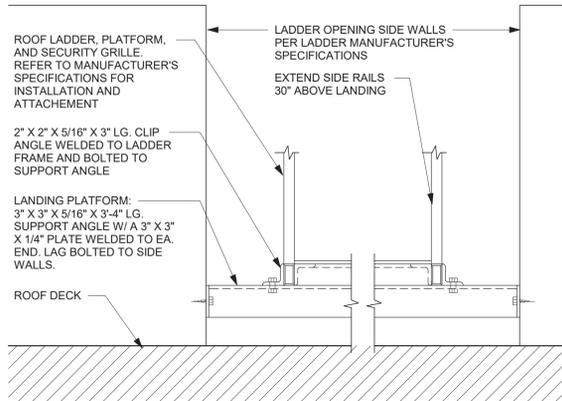 ROOF LADDER, PLATFORM,
AND SECURITY GRILLE.
REFER TO MANUFACTURER'S
SPECIFICATIONS FOR
INSTALLATION AND
ATTACHEMENT
2" X 2" X 5/16" X 3" LG. CLIP
ANGLE WELDED TO LADDER
FRAME AND BOLTED TO
SUPPORT ANGLE
LANDING PLATFORM:
3" X 3" X 5/16" X 3'-4" LG.
SUPPORT ANGLE W/ A 3" X 3"
X 1/4" PLATE WELDED TO EA.
END. LAG BOLTED TO SIDE
WALLS.
ROOF DECK
LADDER OPENING SIDE WALLS
PER LADDER MANUFACTURER'S
SPECIFICATIONS
EXTEND SIDE RAILS
30" ABOVE LANDING